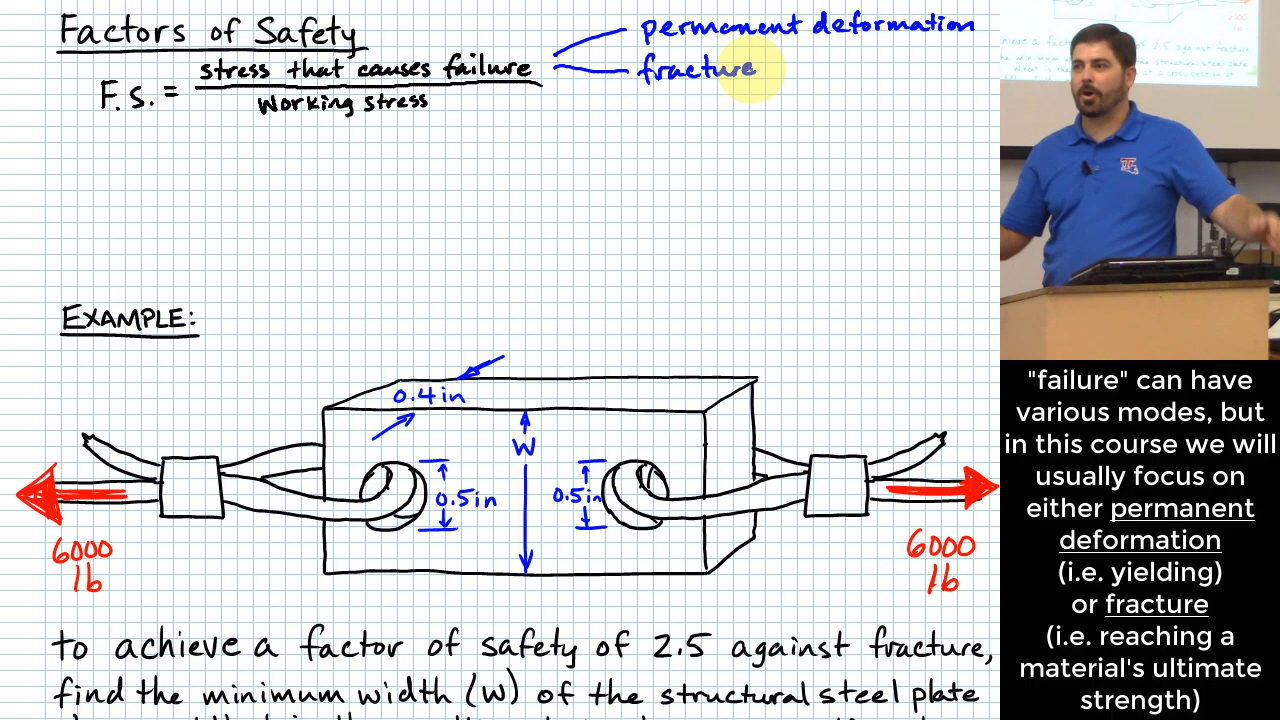 Factors of Safety
F.S. = stress that causes failure
working stress
permanent deformation
fracture
EXAMPLE:
0.4 in
W
0.5 in
0.5 in
6000
lb
6000
lb
to achieve a factor of safety of 2.5 against fracture,
find the minimum width (w) of the structural steel plate
"failure" can have
various modes, but
in this course we will
usually focus on
either permanent
deformation
(i.e. yielding)
or fracture
(i.e. reaching a
material's ultimate
strength)